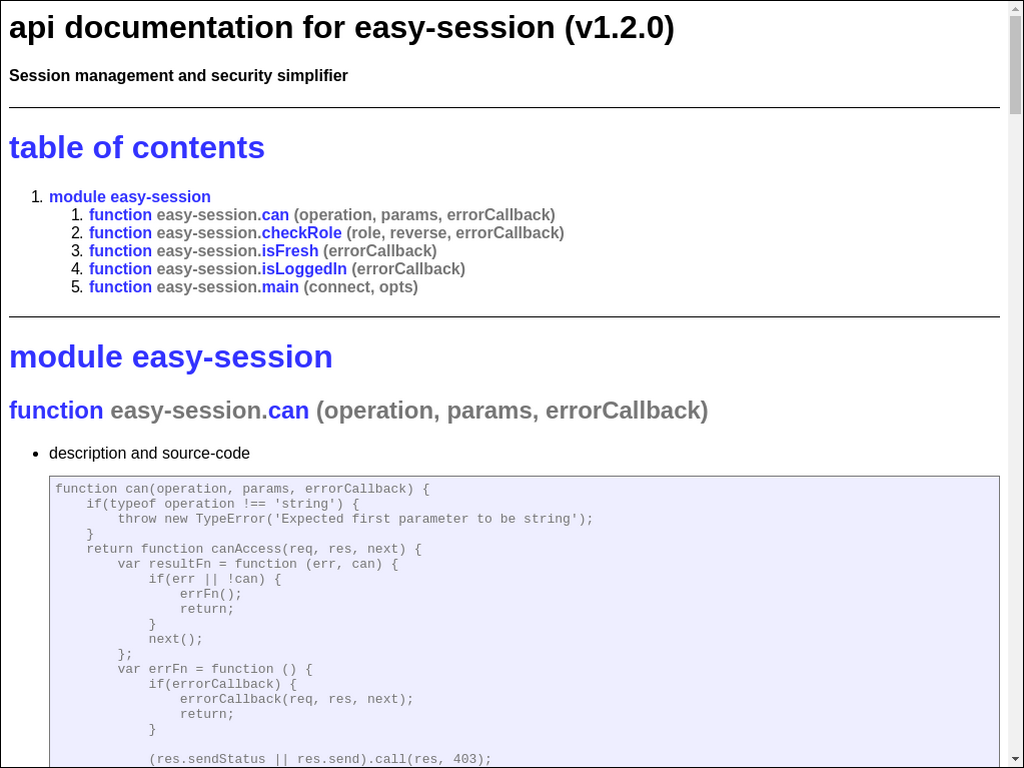 api documentation for easy-session (v1.2.0)
Session management and security simplifier
table of contents
1. module easy-session
1. function easy-session.can (operation, params, errorCallback)
2. function easy-session.checkRole (role, reverse, errorCallback)
3. function easy-session.isFresh (errorCallback)
4. function easy-session.isLoggedIn (errorCallback)
5. function easy-session.main (connect, opts)
module easy-session
function easy-session.can (operation, params, errorCallback)
• description and source-code
function can(operation, params, errorCallback) {
    if(typeof operation !== 'string') {
        throw new TypeError('Expected first parameter to be string');
    }
    return function canAccess(req, res, next) {
        var resultFn = function (err, can) {
            if(err || !can) {
                errFn();
                return;
            }
            next();
        };
        var errFn = function () {
            if(errorCallback) {
                errorCallback(req, res, next);
                return;
            }
            (res.sendStatus || res.send).call(res, 403);